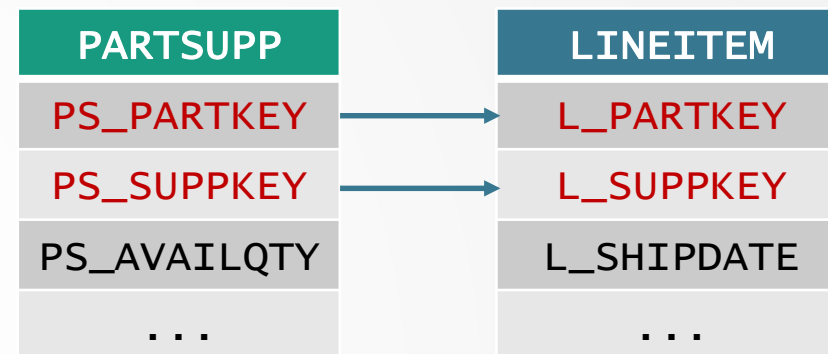 PARTSUPP LINEITEM
PS_PARTKEY L_PARTKEY
PS_SUPPKEY L_SUPPKEY
PS_AVAILQTY L_SHIPDATE
... ...